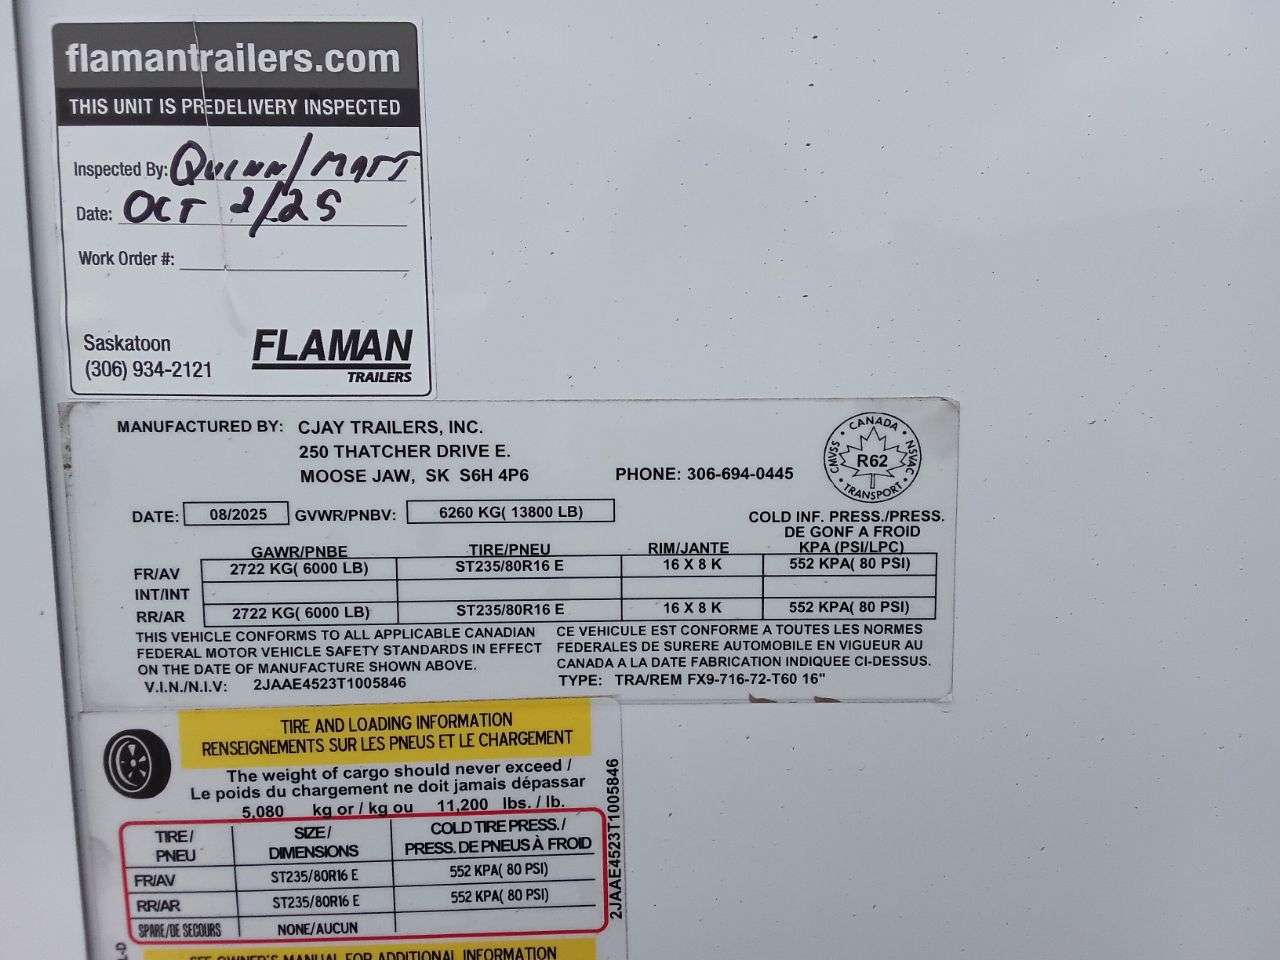 flamantrailers.com
THIS UNIT IS PREDELIVERY INSPECTED
Inspected By: Quinn/Matt
Date: OCT 2/25
Work Order #:
Saskatoon
(306) 934-2121
FLAMAN
TRAILERS
MANUFACTURED BY: CJAY TRAILERS, INC.
250 THATCHER DRIVE E.
MOOSE JAW, SK S6H 4P6 PHONE: 306-694-0445
CANADA
CMVSS R62 NSVAC
TRANSPORT
DATE: 08/2025 GVWR/PNBV: 6260 KG( 13800 LB)
COLD INF. PRESS./PRESS.
DE GONF A FROID
GAWR/PNBE TIRE/PNEU RIM/JANTE KPA (PSI/LPC)
FR/AV 2722 KG( 6000 LB) ST235/80R16 E 16 X 8 K 552 KPA( 80 PSI)
INT/INT
RR/AR 2722 KG( 6000 LB) ST235/80R16 E 16 X 8 K 552 KPA( 80 PSI)
THIS VEHICLE CONFORMS TO ALL APPLICABLE CANADIAN
FEDERAL MOTOR VEHICLE SAFETY STANDARDS IN EFFECT
ON THE DATE OF MANUFACTURE SHOWN ABOVE.
CE VEHICULE EST CONFORME A TOUTES LES NORMES
FEDERALES DE SURERE AUTOMOBILE EN VIGUEUR AU
CANADA A LA DATE FABRICATION INDIQUEE CI-DESSUS.
V.I.N./N.I.V: 2JAAE4523T1005846 TYPE: TRA/REM FX9-716-72-T60 16"
TIRE AND LOADING INFORMATION
RENSEIGNEMENTS SUR LES PNEUS ET LE CHARGEMENT
The weight of cargo should never exceed /
Le poids du chargement ne doit jamais dépassar
5,080 kg or / kg ou 11,200 lbs. / lb.
TIRE/ SIZE/ COLD TIRE PRESS./
PNEU DIMENSIONS PRESS. DE PNEUS À FROID
FR/AV ST235/80R16 E 552 KPA( 80 PSI)
RR/AR ST235/80R16 E 552 KPA( 80 PSI)
SPARE/DE SECOURS NONE/AUCUN
2JAAE4523T1005846
L-D
SEE OWNER'S MANUAL FOR ADDITIONAL INFORMATION